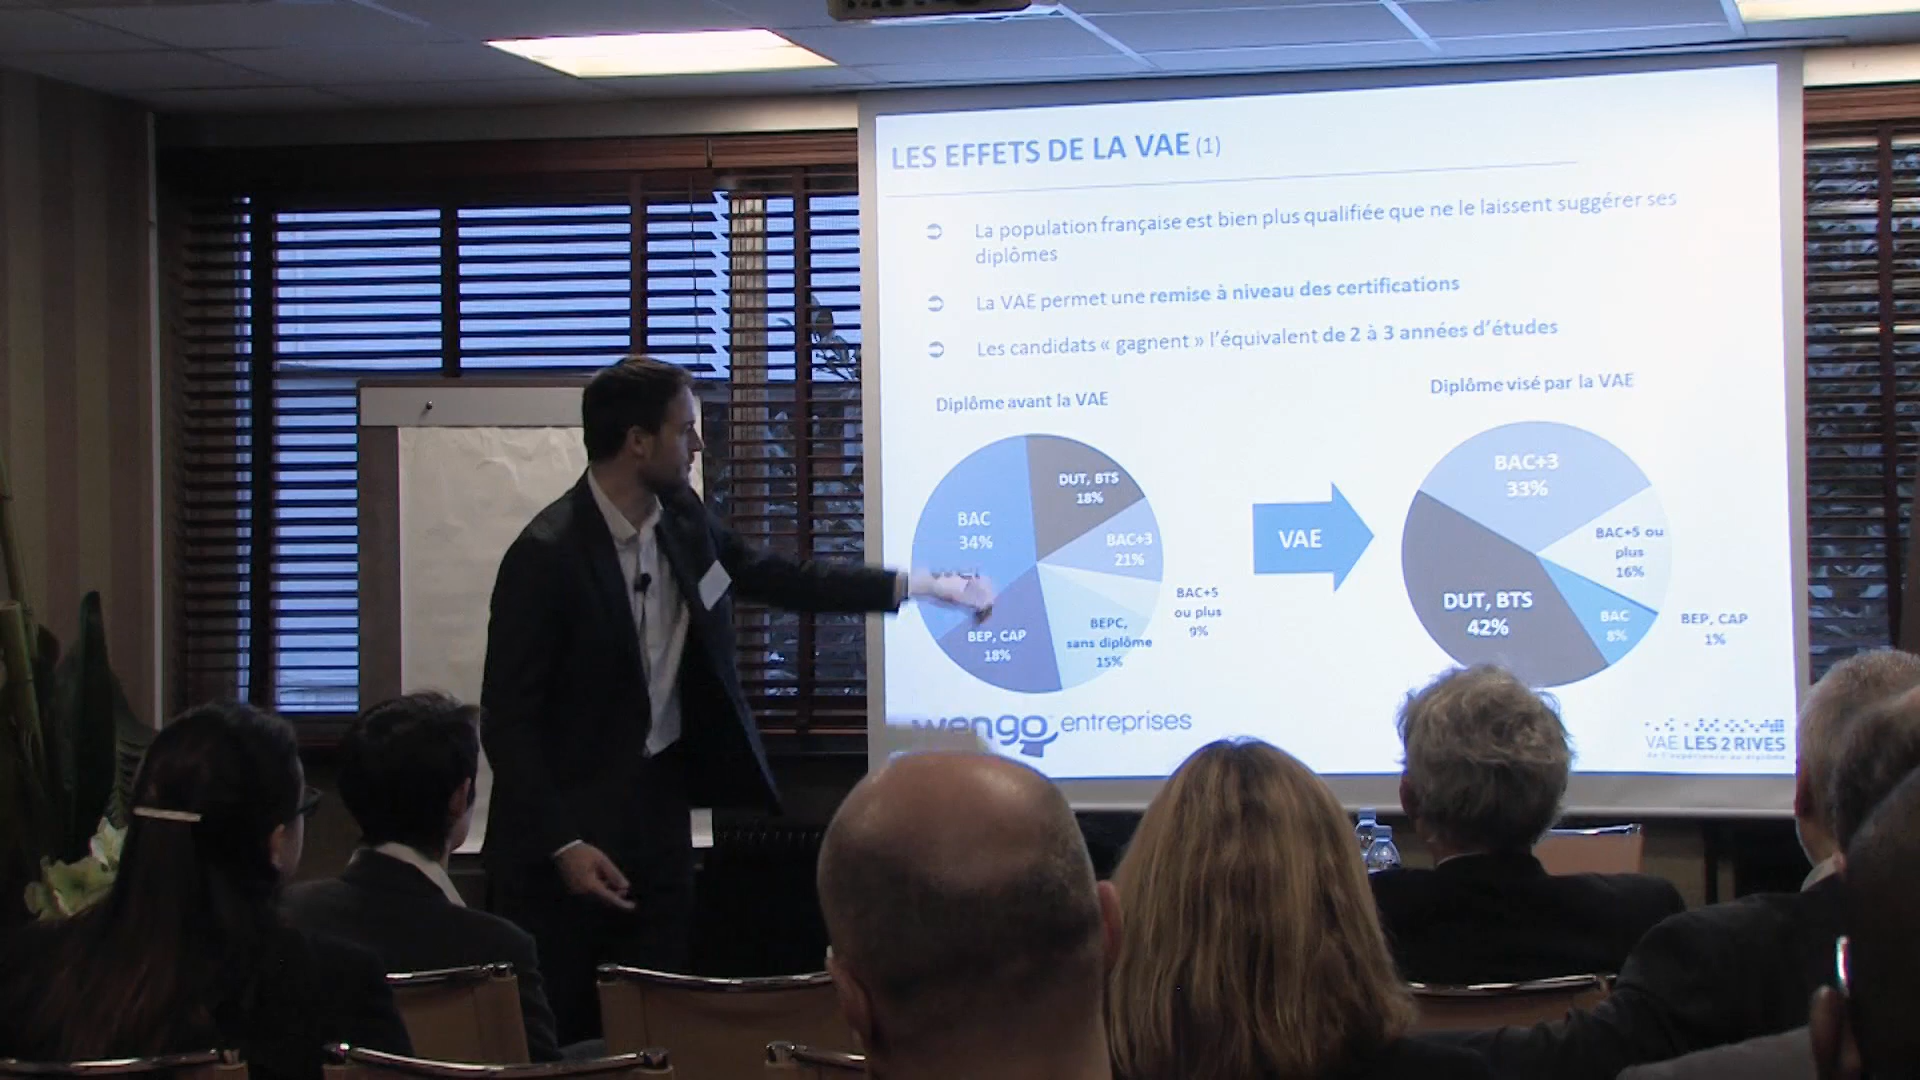 LES EFFETS DE LA VAE (1)
La population française est bien plus qualifiée que ne le laissent suggérer ses
diplômes
La VAE permet une remise à niveau des certifications
Les candidats « gagnent » l'équivalent de 2 à 3 années d'études
Diplôme avant la VAE
DUT, BTS
18%
BAC
34%
BAC+3
21%
BAC+5
ou plus
9%
BEPC,
sans diplôme
15%
BEP, CAP
18%
VAE
Diplôme visé par la VAE
BAC+3
33%
BAC+5 ou
plus
16%
DUT, BTS
42%
BAC
8%
BEP, CAP
1%
wengo entreprises
VAE LES 2 RIVES
de l'expérience au diplôme